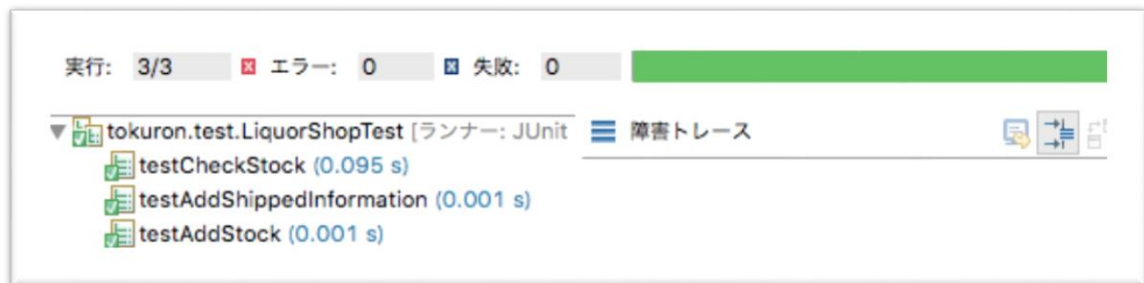 実行: 3/3 エラー: 0 失敗: 0
tokuron.test.LiquorShopTest [ランナー: JUnit 障害トレース
testCheckStock (0.095 s)
testAddShippedInformation (0.001 s)
testAddStock (0.001 s)